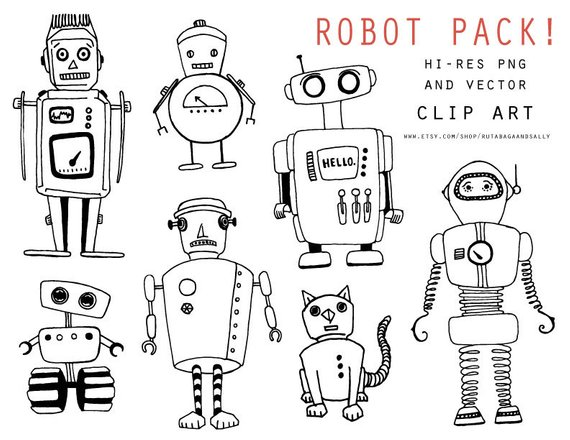 ROBOT PACK!
HI-RES PNG
AND VECTOR
CLIP ART
WWW.ETSY.COM/SHOP/RUTABAGAANDSALLY
HELLO.